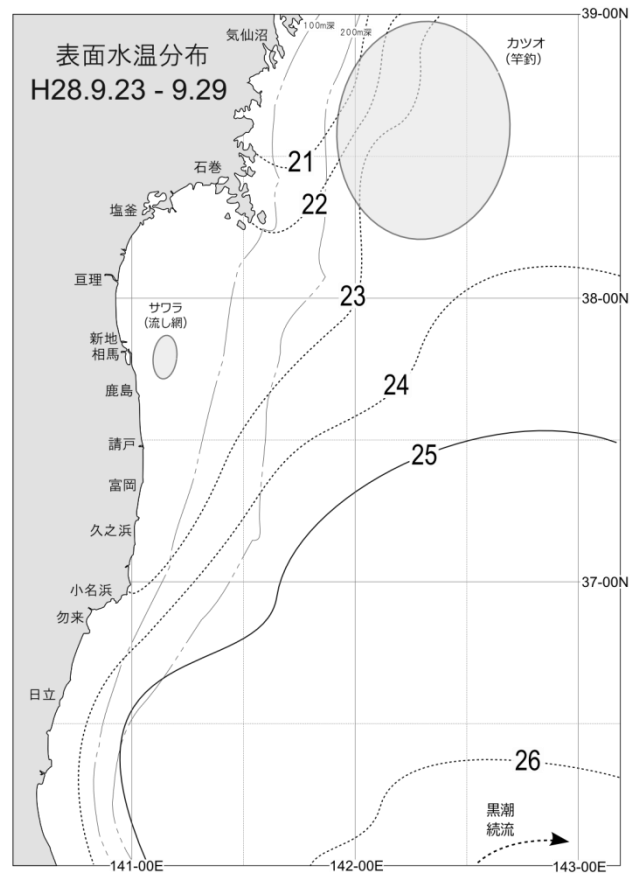 39-00N
気仙沼
100m深
200m深
カツオ
(竿釣)
表面水温分布
H28.9.23 - 9.29
21
石巻
22
塩釜
亘理
23
38-00N
サワラ
(流し網)
新地
相馬
鹿島
24
請戸
25
富岡
久之浜
小名浜
37-00N
勿来
日立
26
黒潮
続流
141-00E
142-00E
143-00E